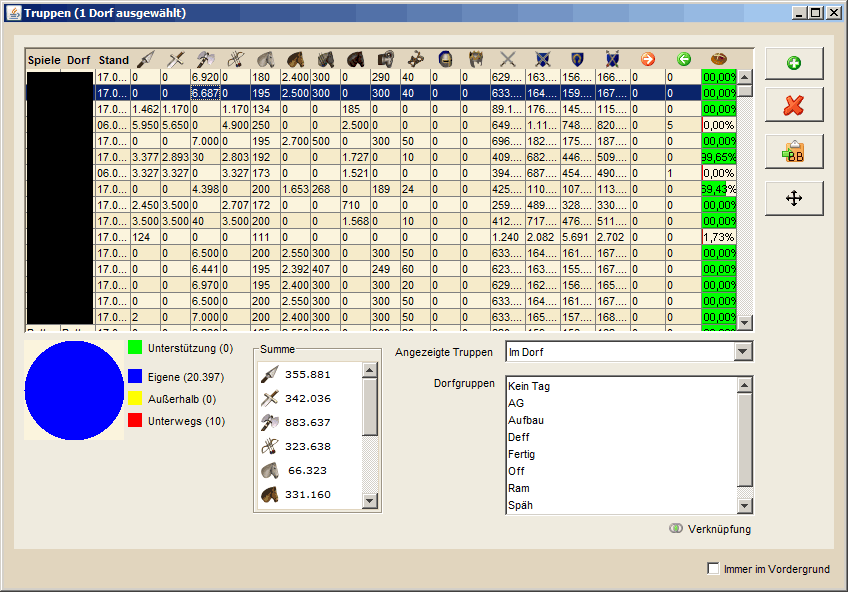 Truppen (1 Dorf ausgewählt)
Spiele Dorf Stand
17.0... 0 0 6.920 0 180 2.400 300 0 290 40 0 0 629.... 163.... 156.... 166.... 0 0 00,00%
17.0... 0 0 6.687 0 195 2.500 300 0 300 40 0 0 633.... 164.... 159.... 167.... 0 0 00,00%
17.0... 1.462 1.170 0 1.170 134 0 0 185 0 0 0 0 89.1... 176.... 145.... 115.... 0 0 00,00%
06.0... 5.950 5.650 0 4.900 250 0 0 2.500 0 0 0 0 649.... 1.11... 748.... 820.... 0 5 0,00%
17.0... 0 0 7.000 0 195 2.700 500 0 300 50 0 0 696.... 182.... 175.... 187.... 0 0 00,00%
17.0... 3.377 2.893 30 2.803 192 0 0 1.727 0 10 0 0 409.... 682.... 446.... 509.... 0 0 99,65%
06.0... 3.327 3.327 0 3.327 173 0 0 1.521 0 0 0 0 394.... 687.... 454.... 490.... 0 1 0,00%
17.0... 0 0 4.398 0 200 1.653 268 0 189 24 0 0 425.... 110.... 107.... 113.... 0 0 69,43%
17.0... 2.450 3.500 0 2.707 172 0 0 710 0 0 0 0 259.... 489.... 328.... 330.... 0 0 00,00%
17.0... 3.500 3.500 40 3.500 200 0 0 1.568 0 10 0 0 412.... 717.... 476.... 511.... 0 0 00,00%
17.0... 124 0 0 0 111 0 0 0 0 0 0 0 1.240 2.082 5.691 2.702 0 0 1,73%
17.0... 0 0 6.500 0 200 2.550 300 0 300 50 0 0 633.... 164.... 161.... 167.... 0 0 00,00%
17.0... 0 0 6.441 0 195 2.392 407 0 249 60 0 0 623.... 163.... 155.... 167.... 0 0 00,00%
17.0... 0 0 6.970 0 195 2.400 300 0 300 20 0 0 629.... 162.... 156.... 165.... 0 0 00,00%
17.0... 0 0 6.500 0 200 2.550 300 0 300 50 0 0 633.... 164.... 161.... 167.... 0 0 00,00%
17.0... 2 0 7.000 0 200 2.400 300 0 300 50 0 0 633.... 165.... 157.... 168.... 0 0 00,00%
Unterstützung (0)
Eigene (20.397)
Außerhalb (0)
Unterwegs (10)
Summe
355.881
342.036
883.637
323.638
66.323
331.160
Angezeigte Truppen
Im Dorf
Dorfgruppen
Kein Tag
AG
Aufbau
Deff
Fertig
Off
Ram
Späh
Verknüpfung
BB
Immer im Vordergrund